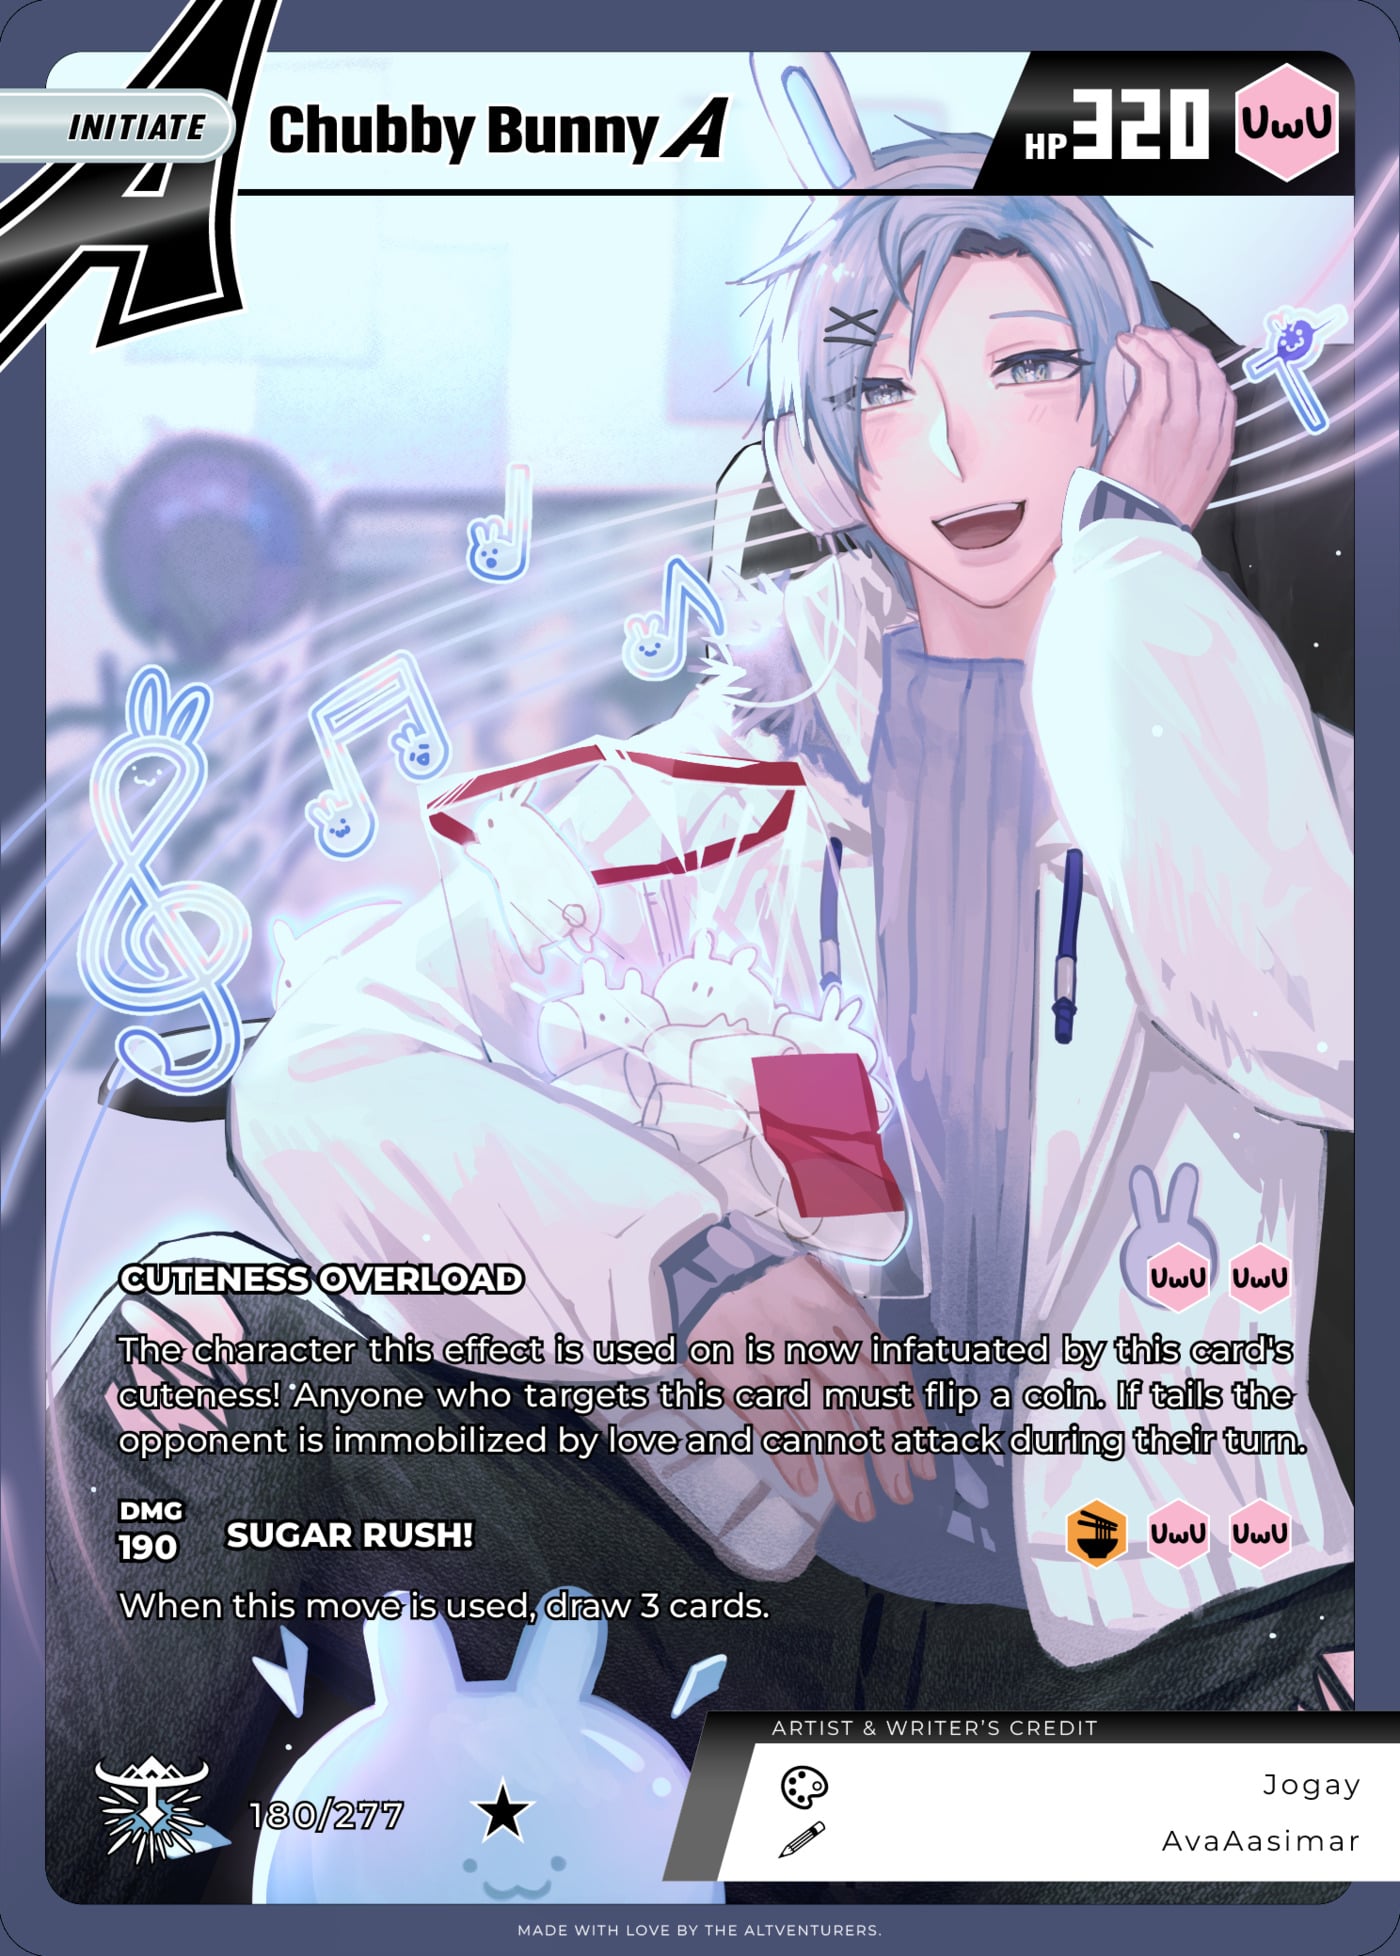 INITIATE
Chubby Bunny A
HP 320
UwU
CUTENESS OVERLOAD
UwU UwU
The character this effect is used on is now infatuated by this card's
cuteness! Anyone who targets this card must flip a coin. If tails the
opponent is immobilized by love and cannot attack during their turn.
DMG
190
SUGAR RUSH!
UwU UwU
When this move is used, draw 3 cards.
180/277
ARTIST & WRITER'S CREDIT
Jogay
AvaAasimar
MADE WITH LOVE BY THE ALTVENTURERS.